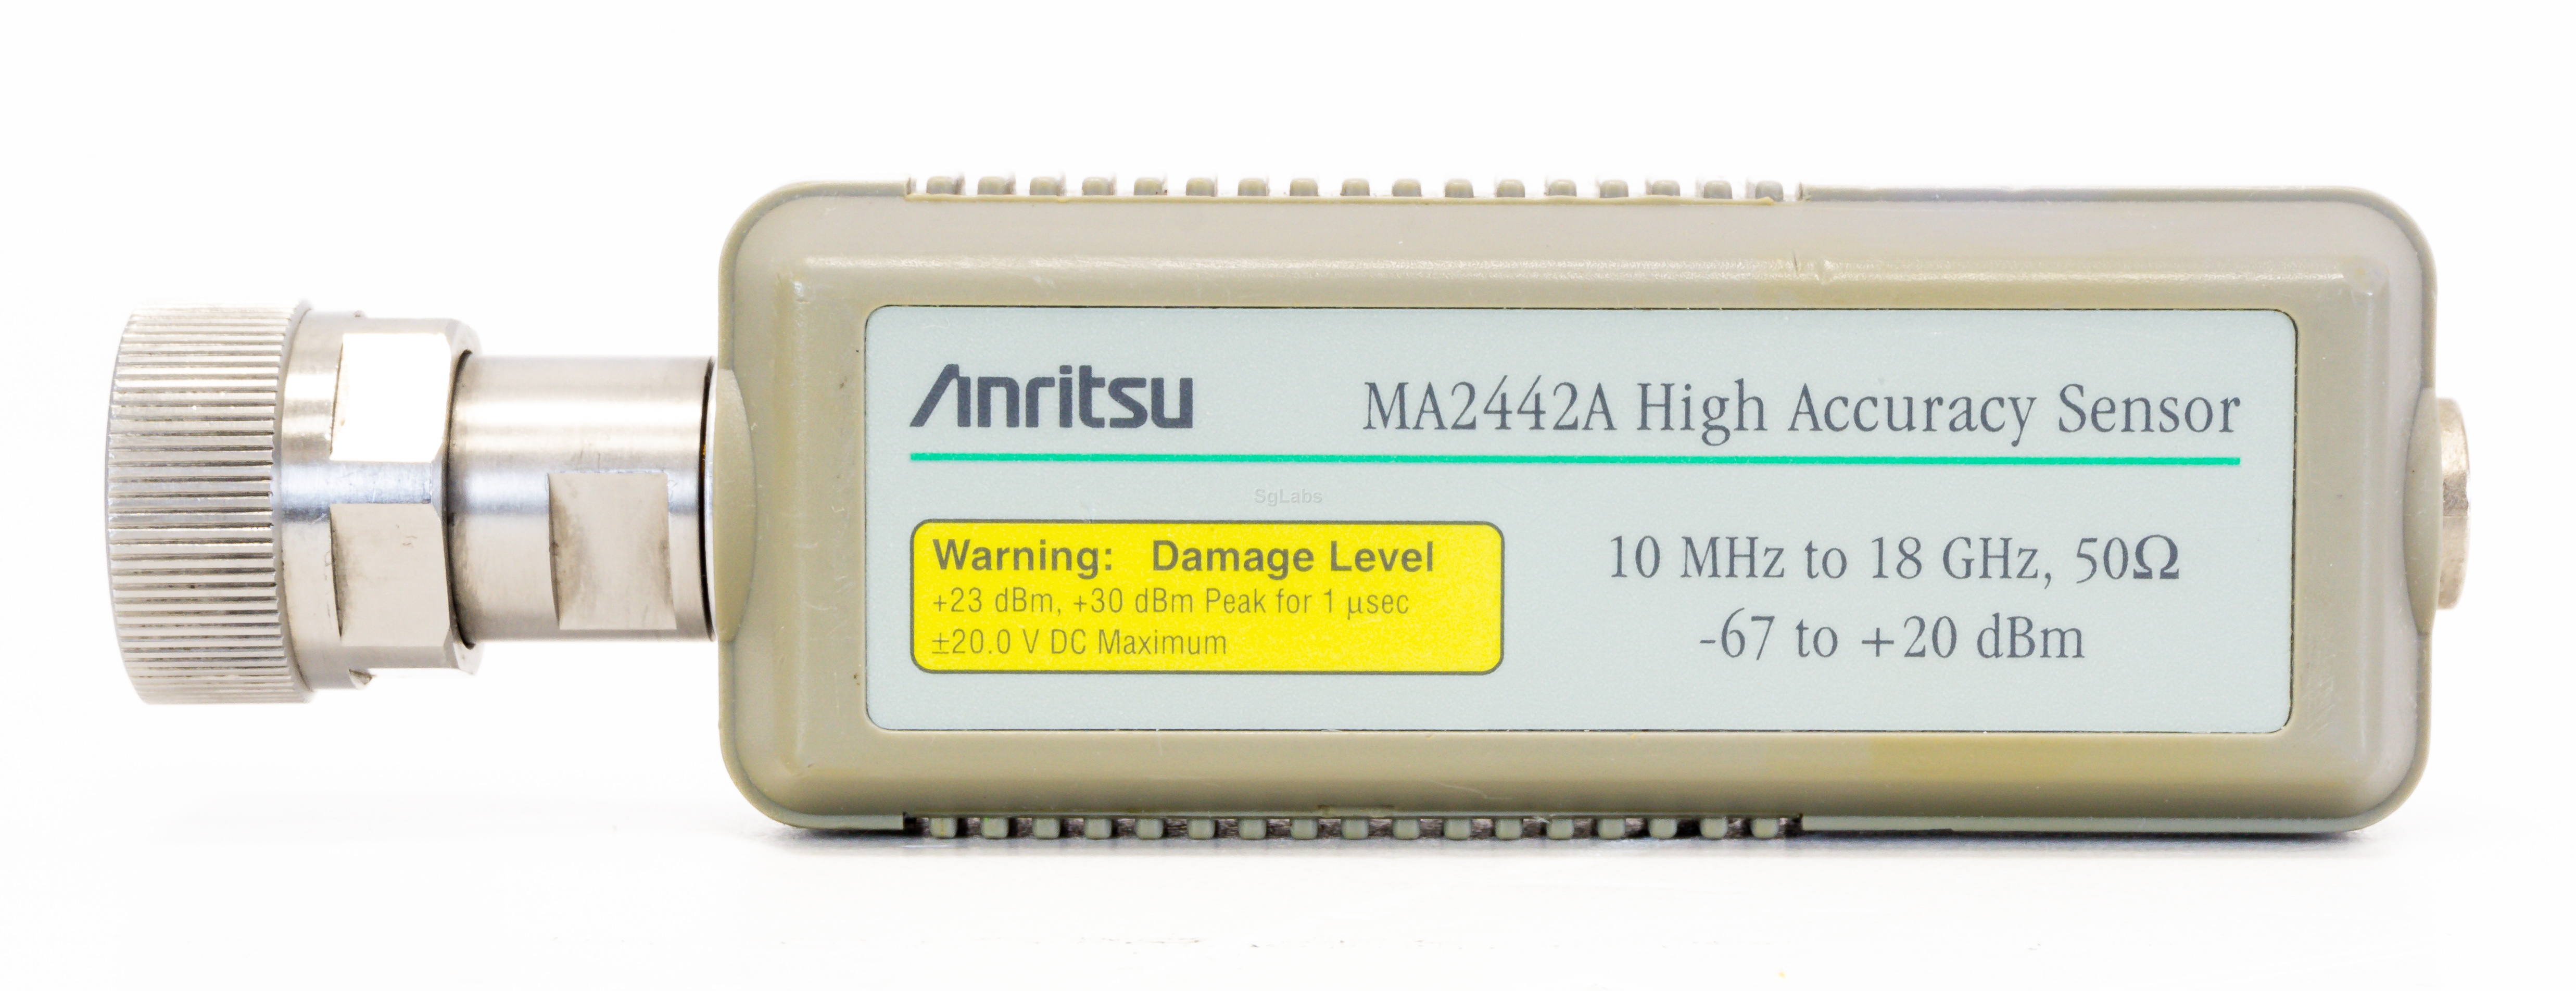 Anritsu MA2442A High Accuracy Sensor
SgLabs
Warning: Damage Level
+23 dBm, +30 dBm Peak for 1 µsec
±20.0 V DC Maximum
10 MHz to 18 GHz, 50Ω
-67 to +20 dBm